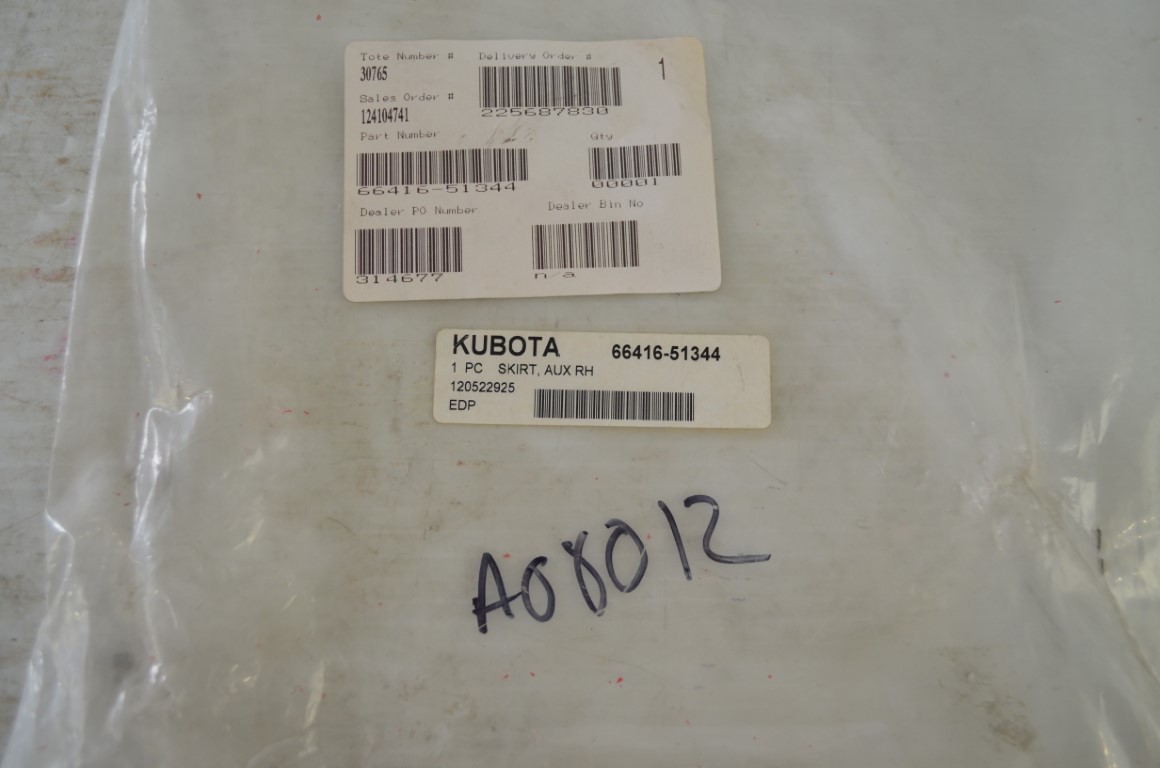 Tote Number # Delivery Order # 1
30765
Sales Order #
124104741 225687830
Part Number Qty
66416-51344 00001
Dealer PO Number Dealer Bin No
314677 n/a
KUBOTA 66416-51344
1 PC SKIRT, AUX RH
120522925
EDP
A08012